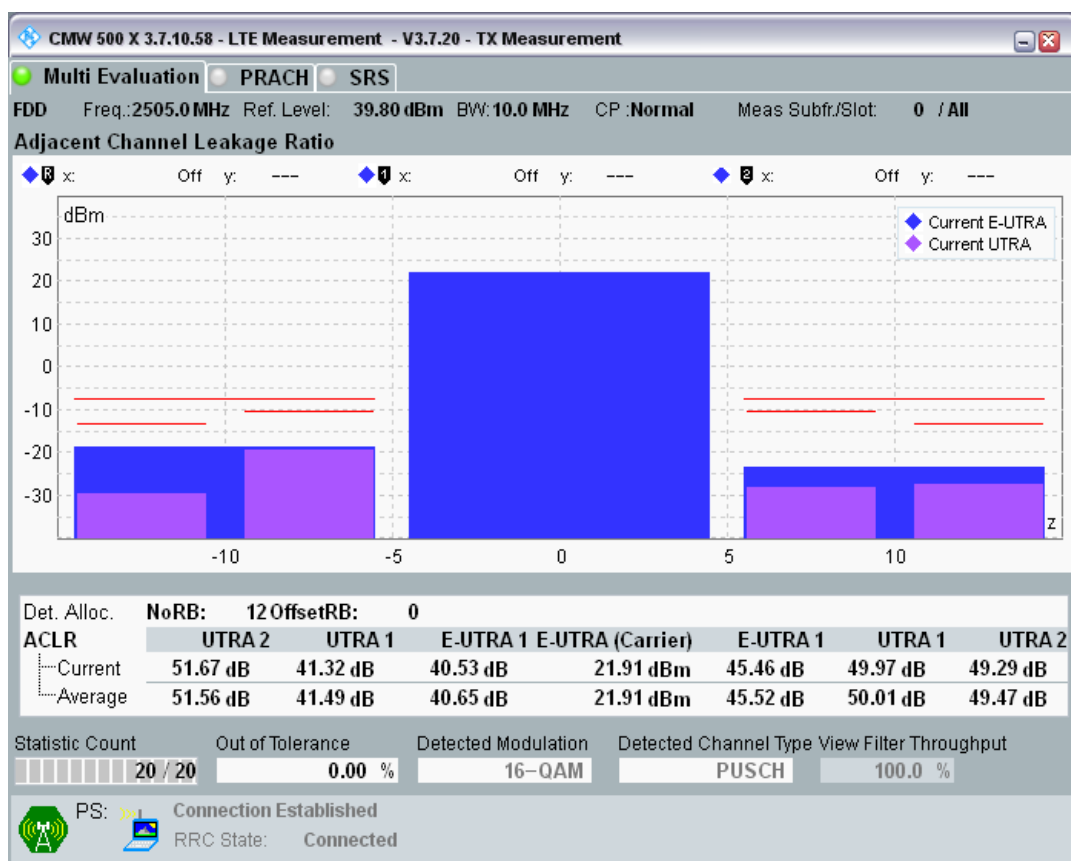 CMW 500 X 3.7.10.58 - LTE Measurement - V3.7.20 - TX Measurement
Multi Evaluation PRACH SRS
FDD Freq.:2505.0 MHz Ref. Level: 39.80 dBm BW:10.0 MHz CP :Normal Meas Subfr./Slot: 0 / All
Adjacent Channel Leakage Ratio
R x: Off y: --- 1 x: Off y: --- 2 x: Off y: ---
dBm
Current E-UTRA
Current UTRA
30
20
10
0
-10
-20
-30
z
-10 -5 0 5 10
Det. Alloc. NoRB: 12 OffsetRB: 0
ACLR UTRA 2 UTRA 1 E-UTRA 1 E-UTRA (Carrier) E-UTRA 1 UTRA 1 UTRA 2
Current 51.67 dB 41.32 dB 40.53 dB 21.91 dBm 45.46 dB 49.97 dB 49.29 dB
Average 51.56 dB 41.49 dB 40.65 dB 21.91 dBm 45.52 dB 50.01 dB 49.47 dB
Statistic Count Out of Tolerance Detected Modulation Detected Channel Type View Filter Throughput
20 / 20 0.00 % 16-QAM PUSCH 100.0 %
PS: Connection Established
RRC State: Connected